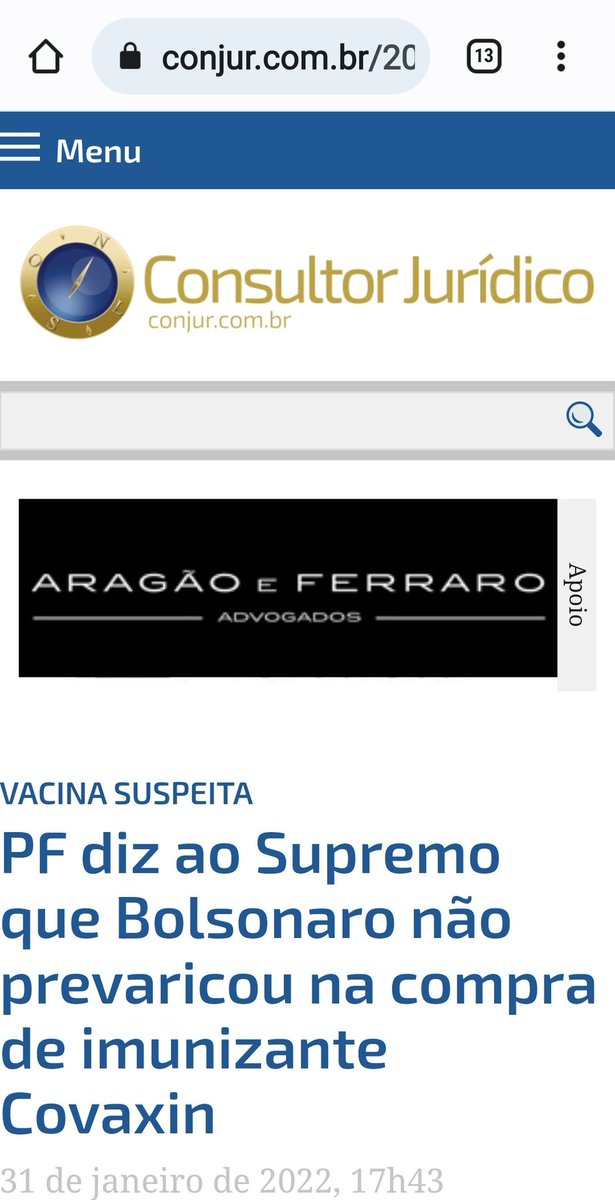 conjur.com.br/20
13
Menu
CONSU
Consultor Jurídico
conjur.com.br
ARAGÃO E FERRARO
ADVOGADOS
Apoio
VACINA SUSPEITA
PF diz ao Supremo
que Bolsonaro não
prevaricou na compra
de imunizante
Covaxin
31 de janeiro de 2022, 17h43